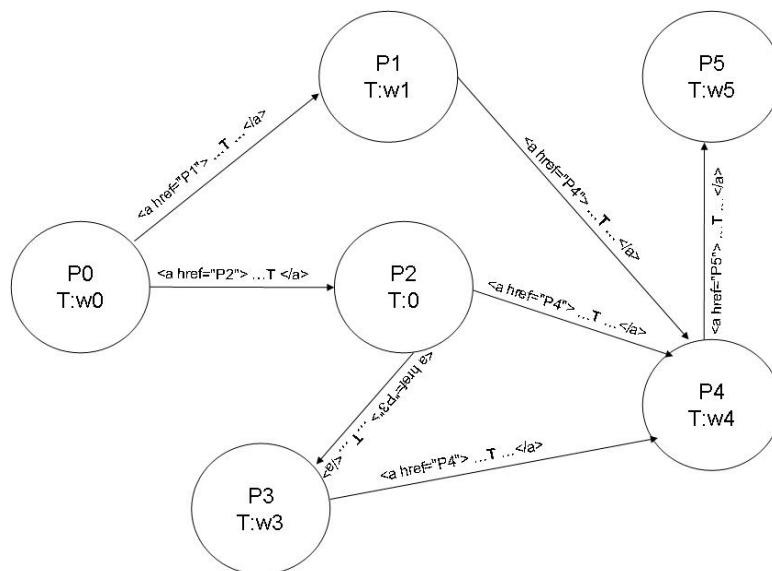 P1
T:w1
P5
T:w5
<a href="P1"> ...T ...</a>
<a href="P4"> ...T ...</a>
<a href="P5"> ...T ... </a>
P0
T:w0
<a href="P2"> ...T </a>
P2
T:0
<a href="P4"> ...T ...</a>
<a href="P3"> ... T ... </a>
P4
T:w4
P3
T:w3
<a href="P4"> ...T ...</a>